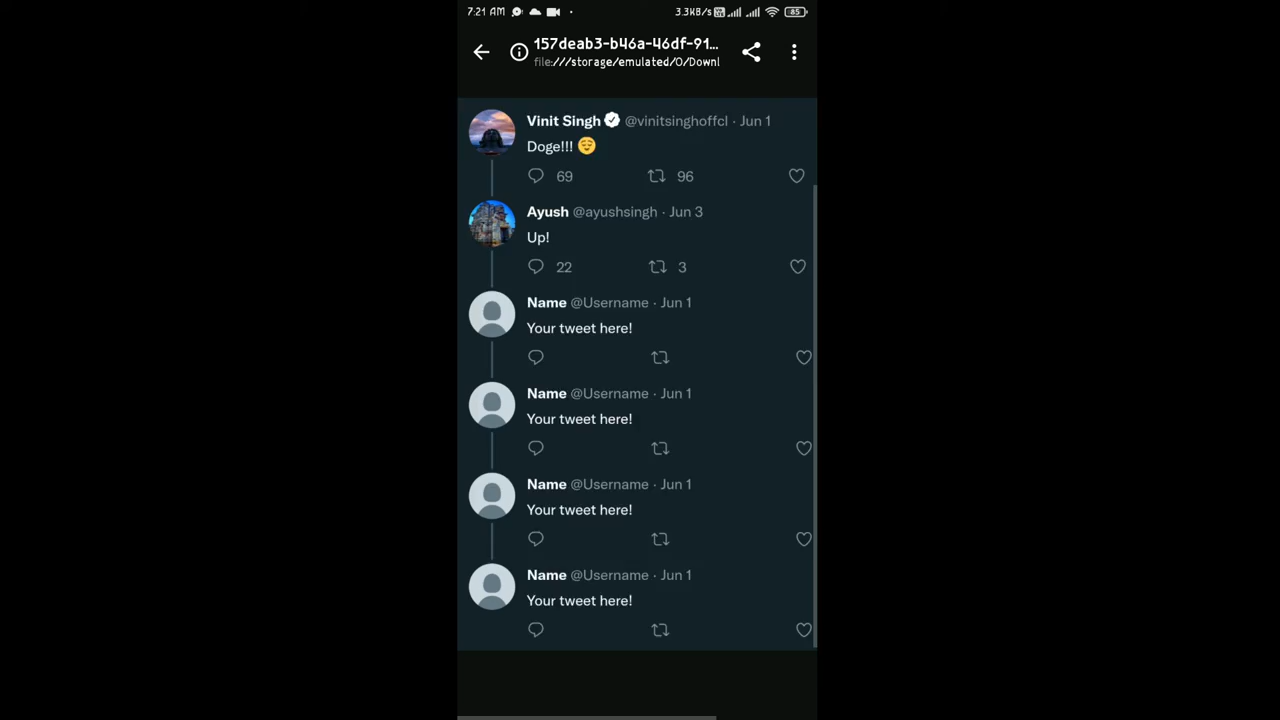 7:21 AM 3.3KB/s 85
157deab3-b46a-46df-91...
file:///storage/emulated/0/Downl
Vinit Singh @vinitsinghoffcl · Jun 1
Doge!!! 😌
69 96
Ayush @ayushsingh · Jun 3
Up!
22 3
Name @Username · Jun 1
Your tweet here!
Name @Username · Jun 1
Your tweet here!
Name @Username · Jun 1
Your tweet here!
Name @Username · Jun 1
Your tweet here!